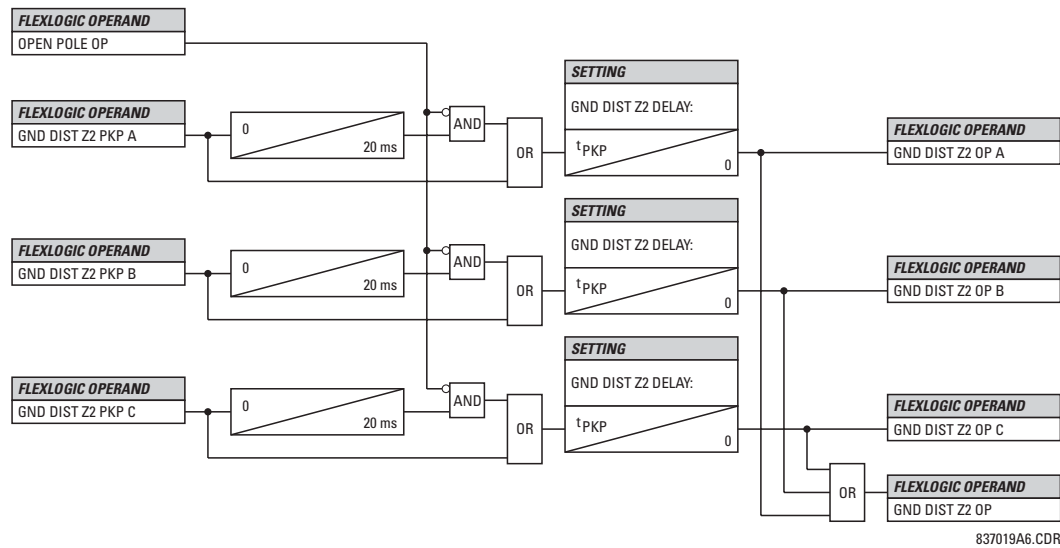 FLEXLOGIC OPERAND
OPEN POLE OP
FLEXLOGIC OPERAND
GND DIST Z2 PKP A
0
20 ms
AND
OR
SETTING
GND DIST Z2 DELAY:
tPKP
0
FLEXLOGIC OPERAND
GND DIST Z2 OP A
FLEXLOGIC OPERAND
GND DIST Z2 PKP B
0
20 ms
AND
OR
SETTING
GND DIST Z2 DELAY:
tPKP
0
FLEXLOGIC OPERAND
GND DIST Z2 OP B
FLEXLOGIC OPERAND
GND DIST Z2 PKP C
0
20 ms
AND
OR
SETTING
GND DIST Z2 DELAY:
tPKP
0
FLEXLOGIC OPERAND
GND DIST Z2 OP C
OR
FLEXLOGIC OPERAND
GND DIST Z2 OP
837019A6.CDR